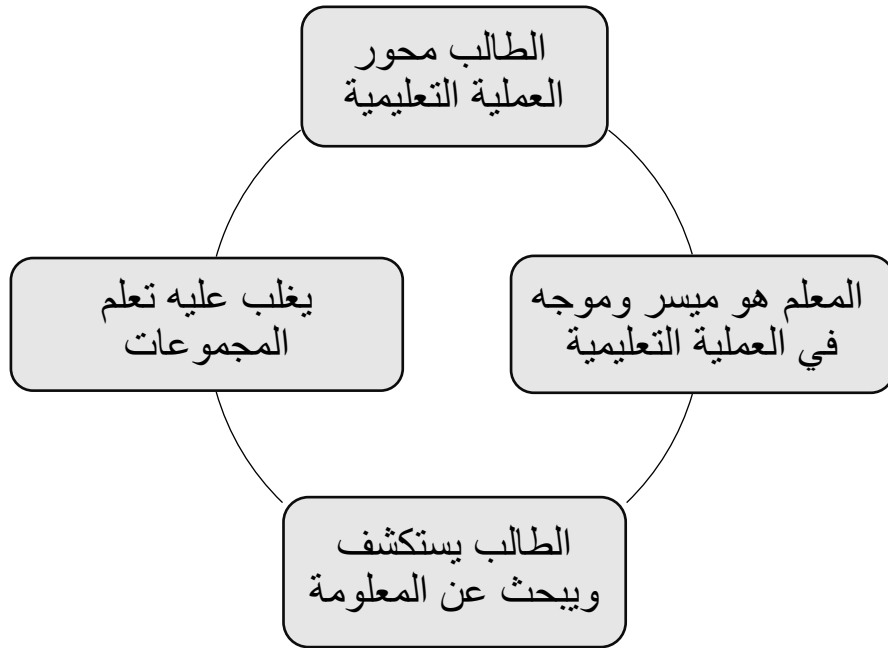 الطالب محور
العملية التعليمية
المعلم هو ميسر وموجه
في العملية التعليمية
الطالب يستكشف
ويبحث عن المعلومة
يغلب عليه تعلم
المجموعات